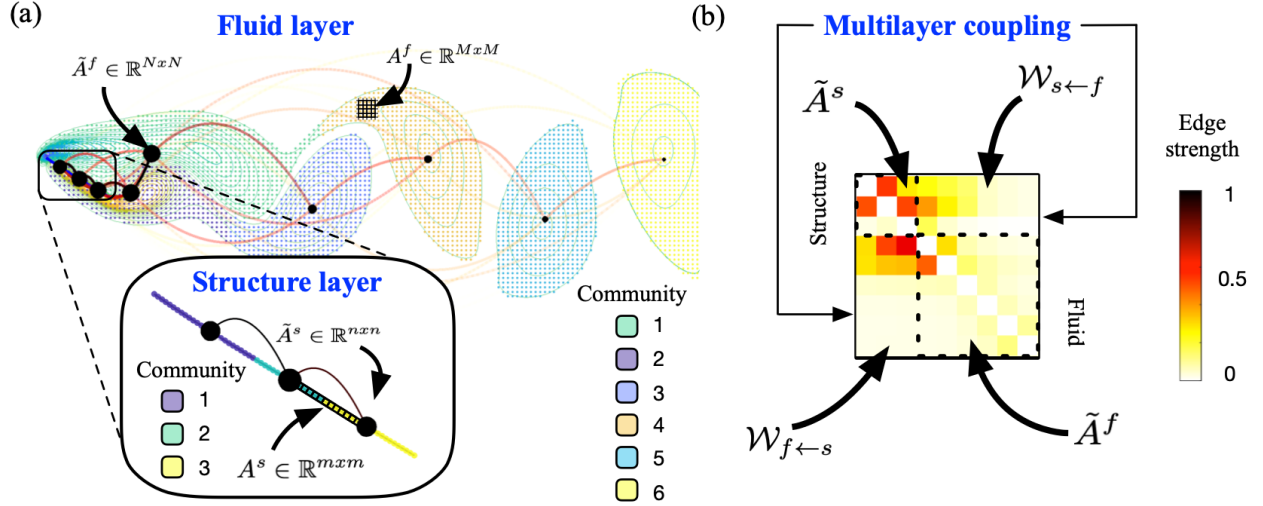 (a)
Fluid layer
Ã^f ∈ ℝ^{NxN}
A^f ∈ ℝ^{MxM}
Structure layer
Ã^s ∈ ℝ^{nxn}
Community
1
2
3
A^s ∈ ℝ^{mxm}
Community
1
2
3
4
5
6
(b)
Multilayer coupling
Ã^s
𝒲_{s←f}
Structure
Fluid
𝒲_{f←s}
Ã^f
Edge
strength
1
0.5
0